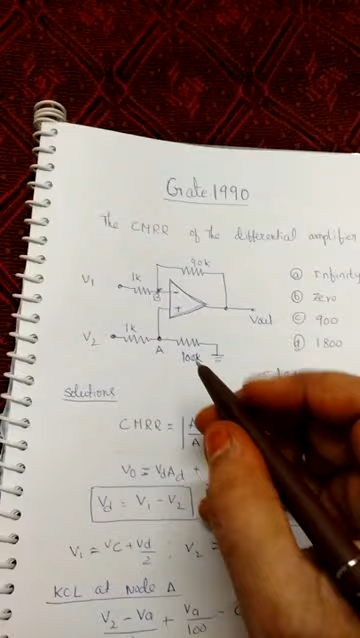 Gate 1990
The CMRR of the differential amplifier
90k
V1 1k
B
ⓐ Infinity
ⓑ zero
ⓒ 900
ⓓ 1800
- +
Vout
V2 1k
A
100k
Solutions
CMRR = | A
V0 = VdAd +
Vd = V1 - V2
V1 = VC + Vd/2 ; V2 =
KCL at Node A
V2 - Va + Va/100 -